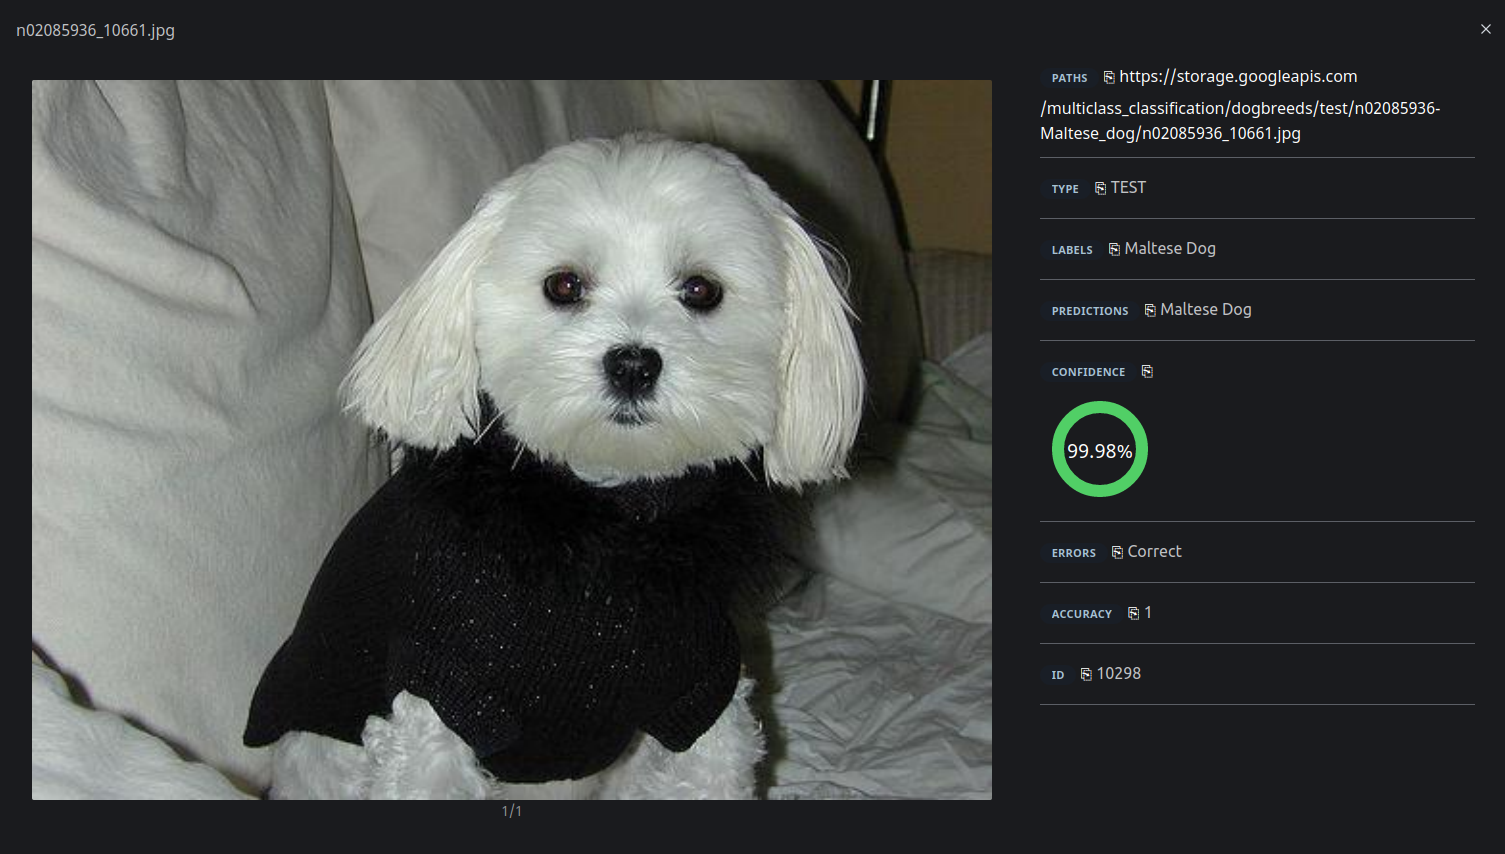 n02085936_10661.jpg
PATHS https://storage.googleapis.com
/multiclass_classification/dogbreeds/test/n02085936-
Maltese_dog/n02085936_10661.jpg
TYPE TEST
LABELS Maltese Dog
PREDICTIONS Maltese Dog
CONFIDENCE
99.98%
ERRORS Correct
ACCURACY 1
ID 10298
1/1